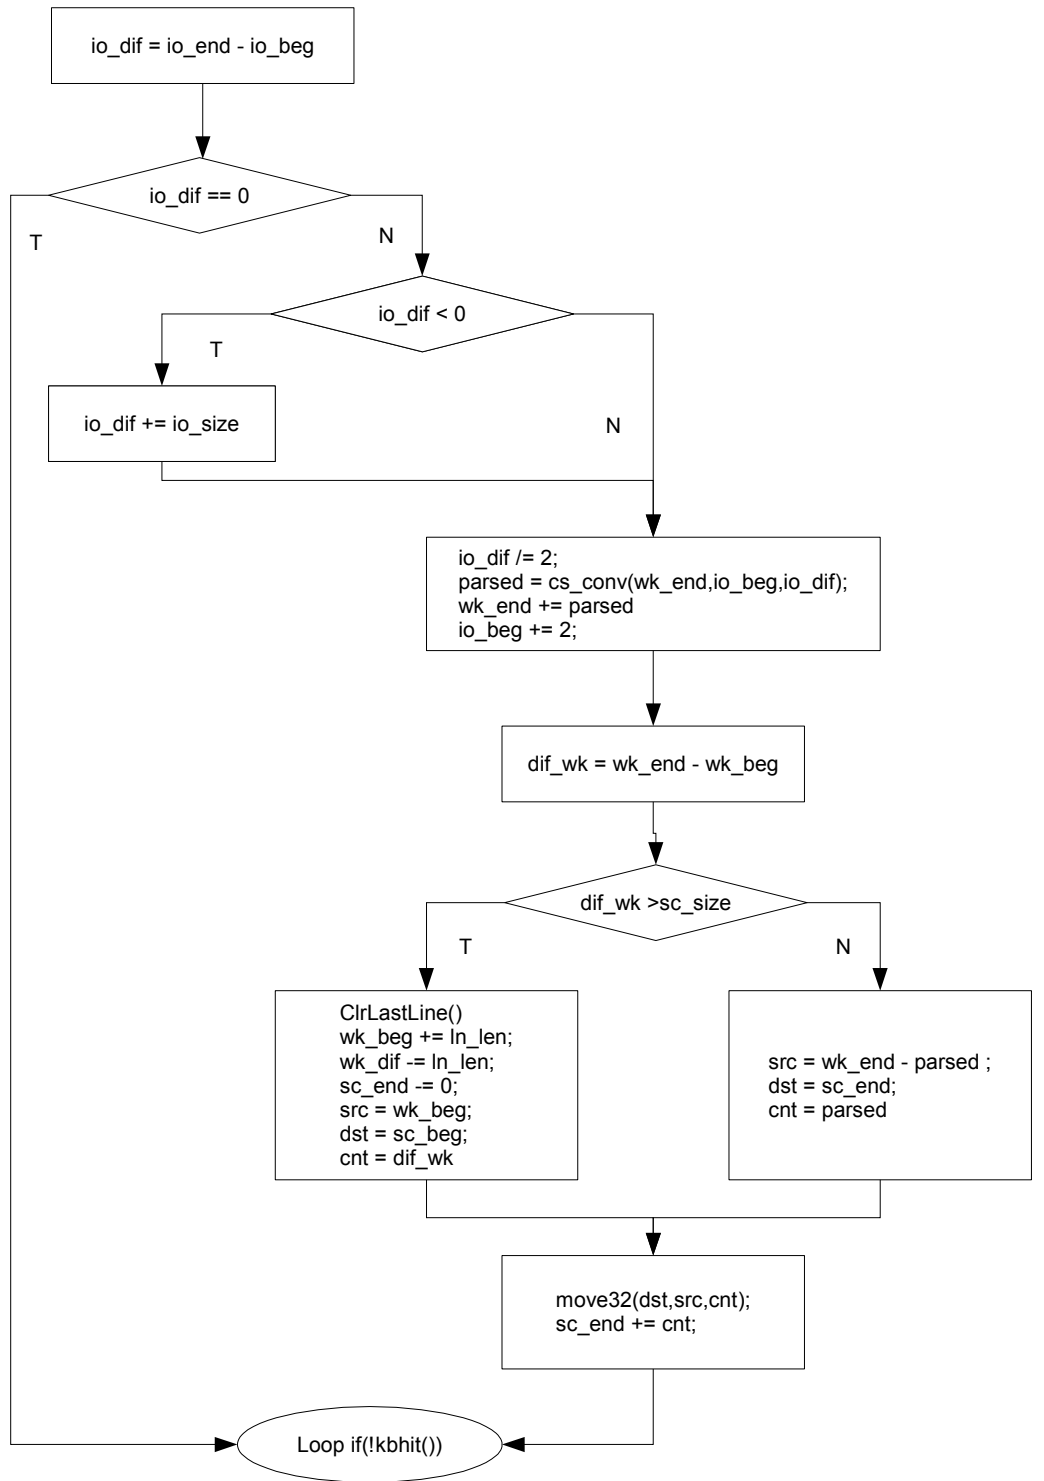 io_dif = io_end - io_beg
io_dif == 0
T
N
io_dif < 0
T
io_dif += io_size
N
io_dif /= 2;
parsed = cs_conv(wk_end,io_beg,io_dif);
wk_end += parsed
io_beg += 2;
dif_wk = wk_end - wk_beg
dif_wk >sc_size
T
N
ClrLastLine()
wk_beg += ln_len;
wk_dif -= ln_len;
sc_end -= 0;
src = wk_beg;
dst = sc_beg;
cnt = dif_wk
src = wk_end - parsed ;
dst = sc_end;
cnt = parsed
move32(dst,src,cnt);
sc_end += cnt;
Loop if(!kbhit())